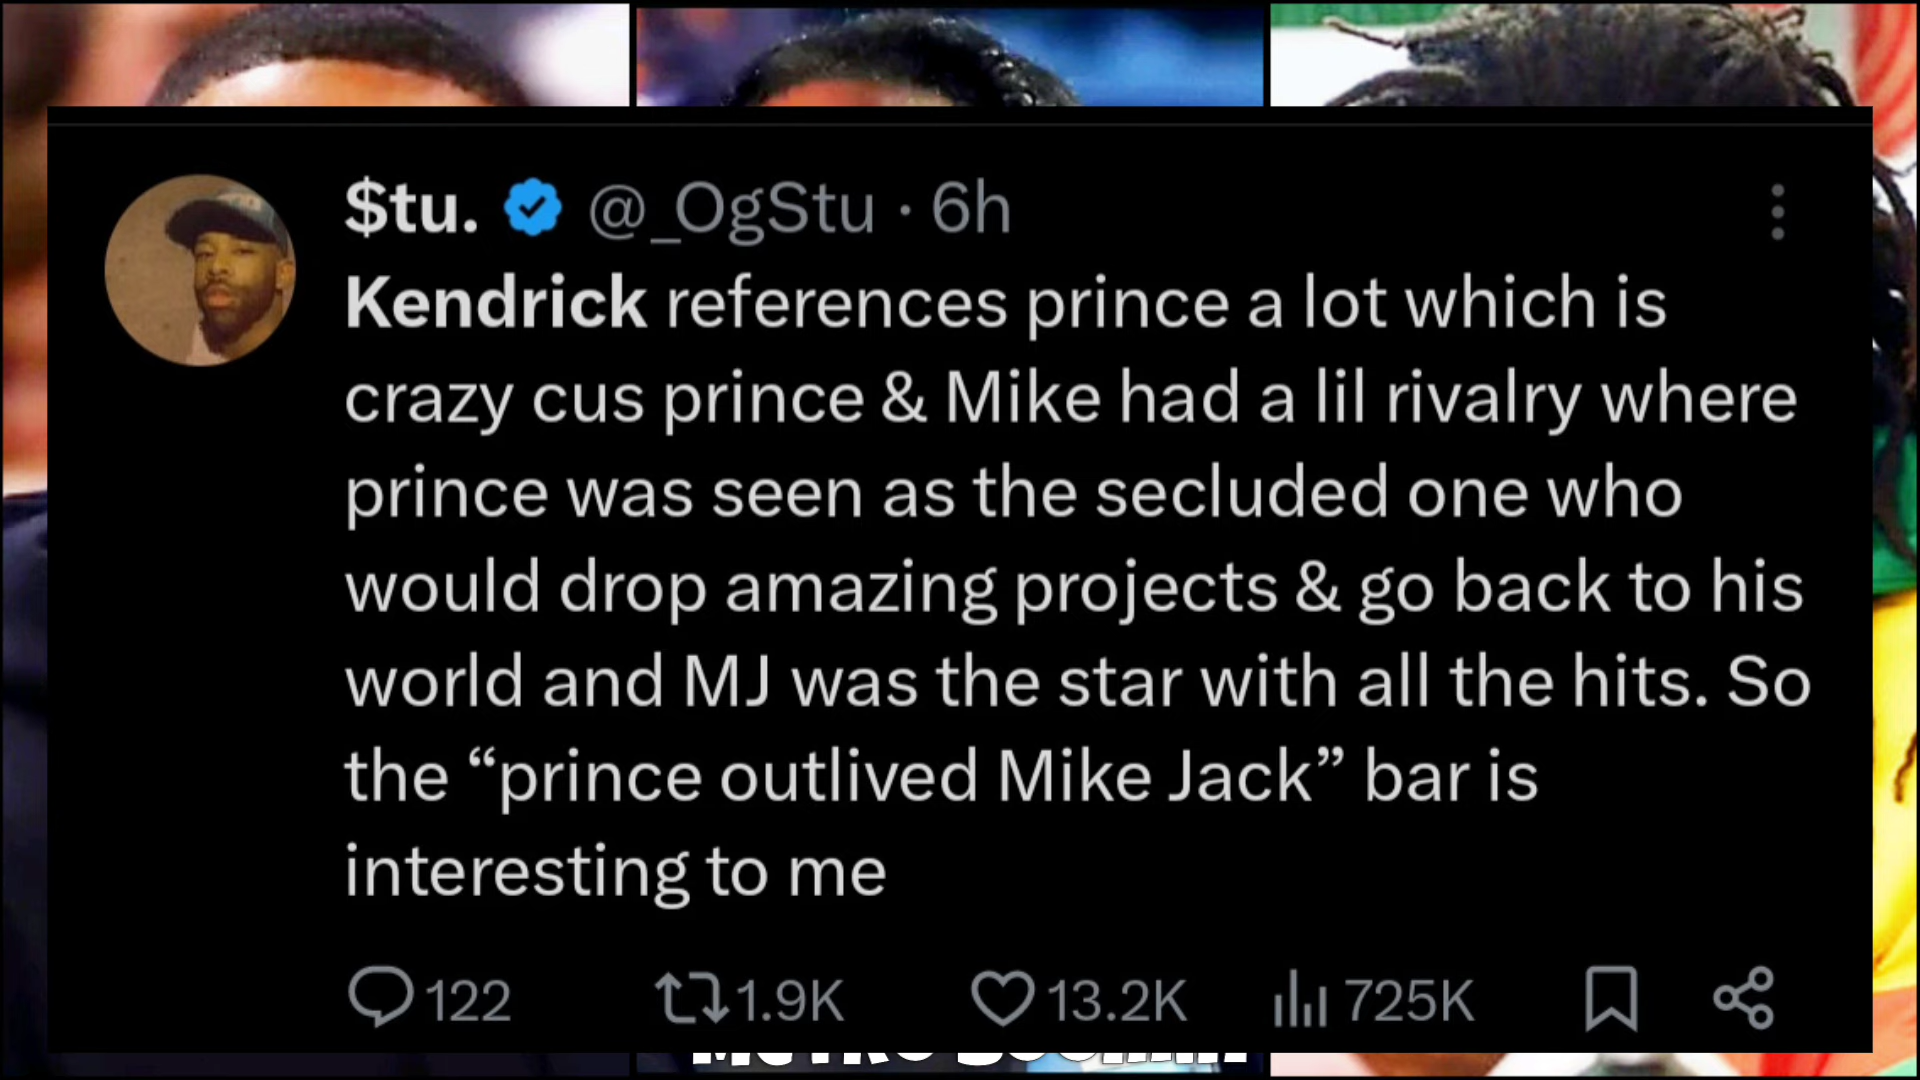 $tu. @_OgStu · 6h
Kendrick references prince a lot which is
crazy cus prince & Mike had a lil rivalry where
prince was seen as the secluded one who
would drop amazing projects & go back to his
world and MJ was the star with all the hits. So
the “prince outlived Mike Jack” bar is
interesting to me
122 1.9K 13.2K 725K